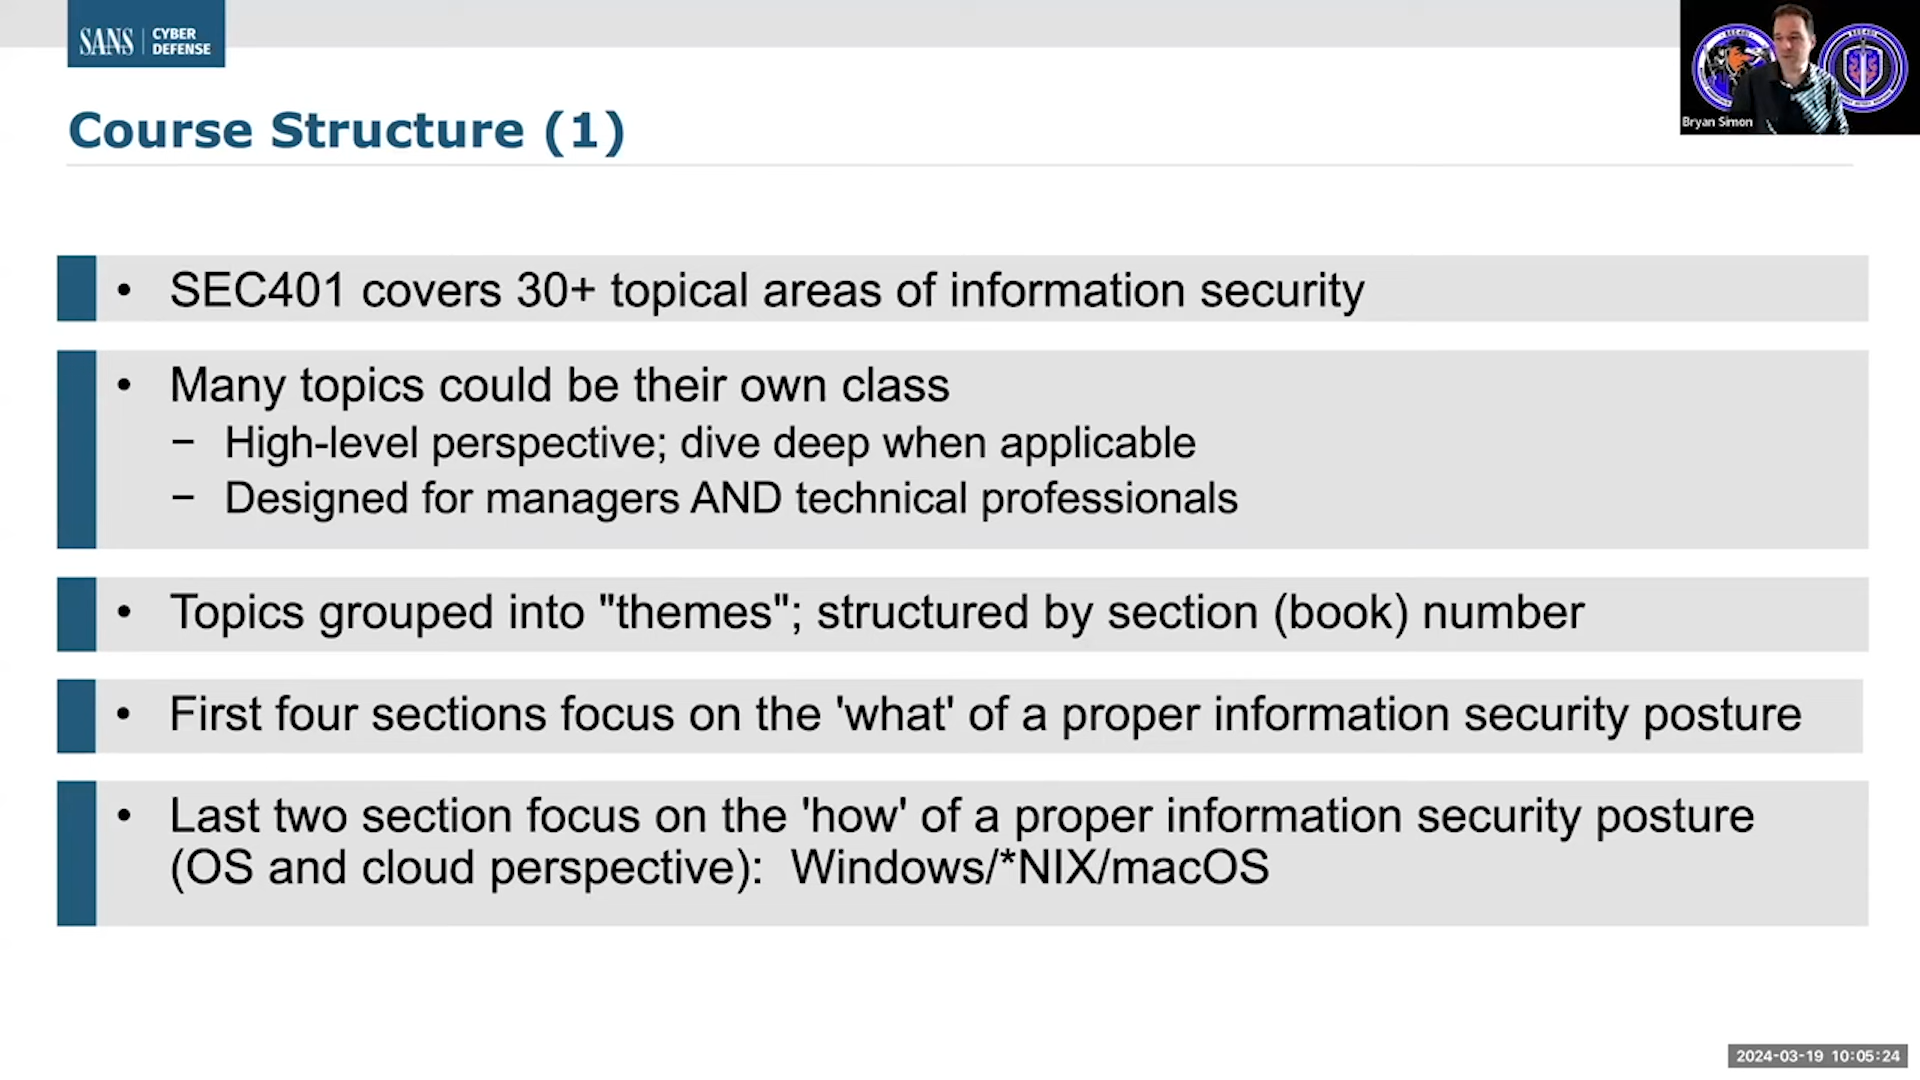 SANS
CYBER
DEFENSE
Bryan Simon
Course Structure (1)
• SEC401 covers 30+ topical areas of information security
• Many topics could be their own class
− High-level perspective; dive deep when applicable
− Designed for managers AND technical professionals
• Topics grouped into "themes"; structured by section (book) number
• First four sections focus on the 'what' of a proper information security posture
• Last two section focus on the 'how' of a proper information security posture
(OS and cloud perspective): Windows/*NIX/macOS
2024-03-19 10:05:24